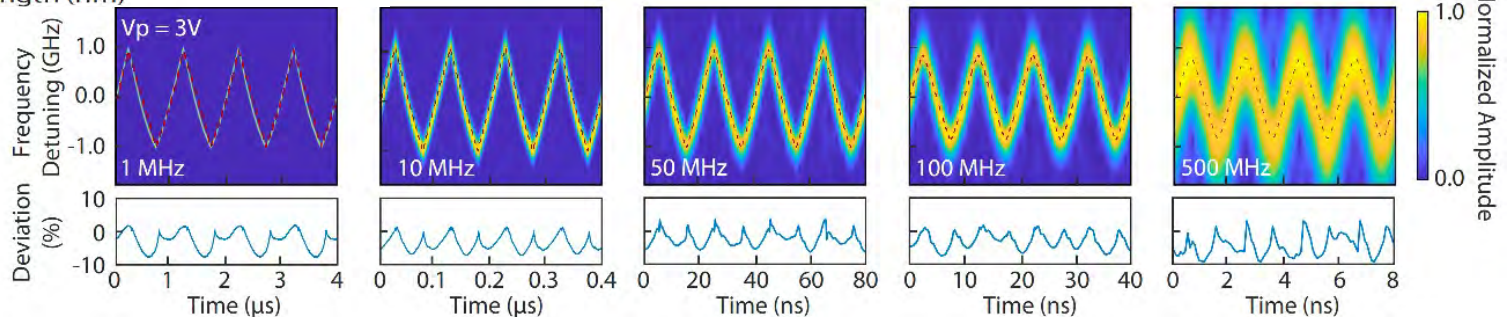 Vp = 3V
1.0
0.0
-1.0
Frequency
Detuning (GHz)
1 MHz
10 MHz
50 MHz
100 MHz
500 MHz
1.0
0.0
Normalized Amplitude
10
0
-10
Deviation
(%)
0 1 2 3 4
Time (μs)
0 0.1 0.2 0.3 0.4
Time (μs)
0 20 40 60 80
Time (ns)
0 10 20 30 40
Time (ns)
0 2 4 6 8
Time (ns)